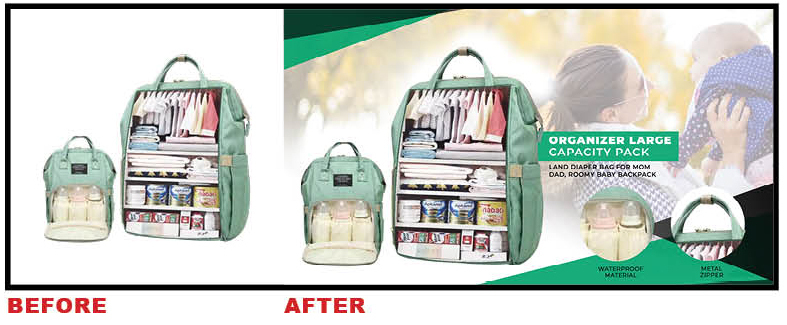 ORGANIZER LARGE
CAPACITY PACK
LAND DIAPER BAG FOR MOM
DAD, ROOMY BABY BACKPACK
WATERPROOF
MATERIAL
METAL
ZIPPER
BEFORE
AFTER